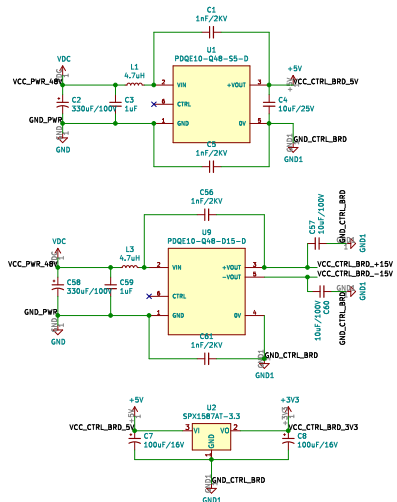 C1
1nF/2KV
VDC
L1
4.7uH
U1
PDQE10-Q48-S5-D
+5V
VCC_PWR_48V
2 VIN
+VOUT 3
VCC_CTRL_BRD_5V
C2
330uF/100V
C3
1uF
6 CTRL
C4
10uF/25V
GND_PWR
1 GND
0V 5
GND_CTRL_BRD
GND
C5
1nF/2KV
GND1
C56
1nF/2KV
VDC
L3
4.7uH
U9
PDQE10-Q48-D15-D
C57
10uF/100V
GND_CTRL_BRD
GND1
VCC_PWR_48V
2 VIN
+VOUT 3
VCC_CTRL_BRD_+15V
-VOUT 5
VCC_CTRL_BRD_-15V
C58
330uF/100V
C59
1uF
6 CTRL
C60
10uF/100V
GND_CTRL_BRD
GND1
GND_PWR
1 GND
0V 4
GND
C61
1nF/2KV
GND_CTRL_BRD
GND1
+5V
U2
SPX1587AT-3.3
+3V3
VCC_CTRL_BRD_5V
3 VI
VO 2
VCC_CTRL_BRD_3V3
C7
100uF/16V
GND
1
C8
100uF/16V
GND_CTRL_BRD
GND1